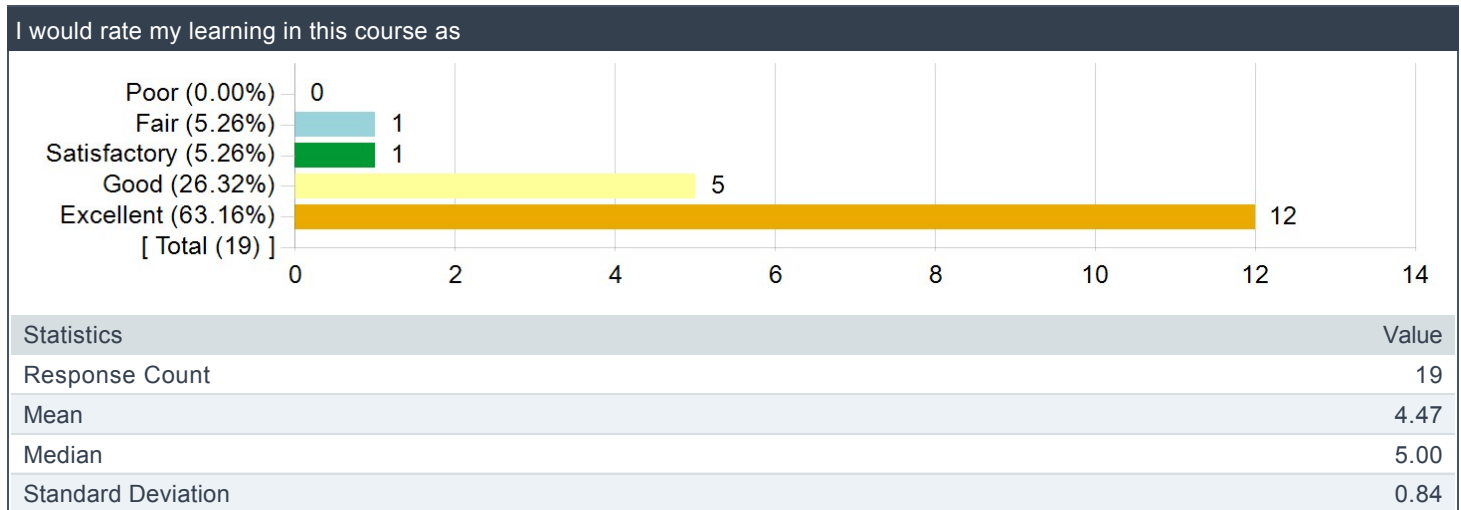 I would rate my learning in this course as
Poor (0.00%) 0
Fair (5.26%) 1
Satisfactory (5.26%) 1
Good (26.32%) 5
Excellent (63.16%) 12
[ Total (19) ]
0 2 4 6 8 10 12 14
Statistics Value
Response Count 19
Mean 4.47
Median 5.00
Standard Deviation 0.84